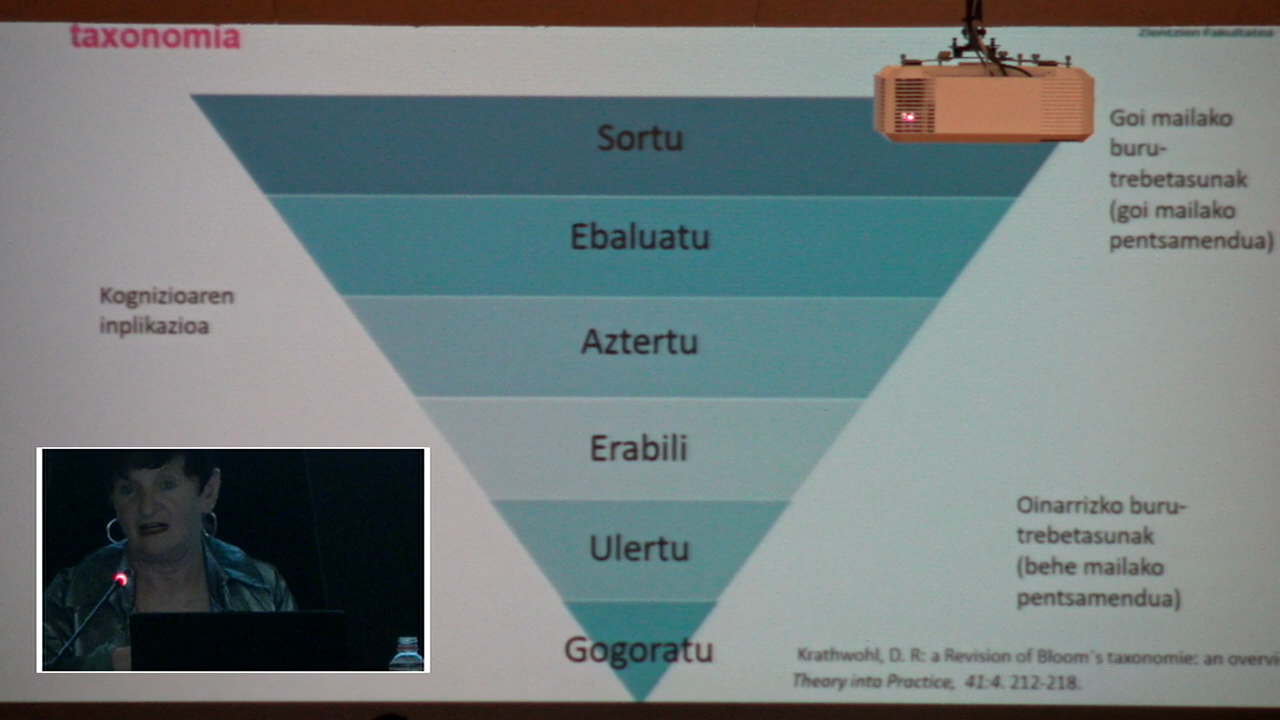 taxonomia
Zientzien Fakultatea
Sortu
Goi mailako
buru-
trebetasunak
(goi mailako
pentsamendua)
Ebaluatu
Kognizioaren
inplikazioa
Aztertu
Erabili
Ulertu
Oinarrizko buru-
trebetasunak
(behe mailako
pentsamendua)
Gogoratu
Krathwohl, D. R: a Revision of Bloom´s taxonomie: an overvi
Theory into Practice, 41:4. 212-218.